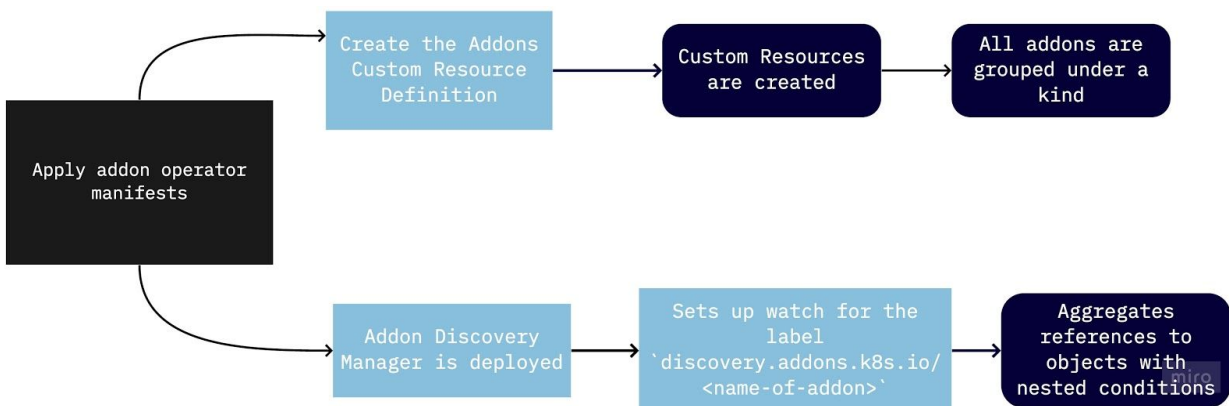 Create the Addons
Custom Resource
Definition
Custom Resources
are created
All addons are
grouped under a
kind
Apply addon operator
manifests
Addon Discovery
Manager is deployed
Sets up watch for the
label
`discovery.addons.k8s.io/
<name-of-addon>`
Aggregates
references to
objects with
nested conditions
miro